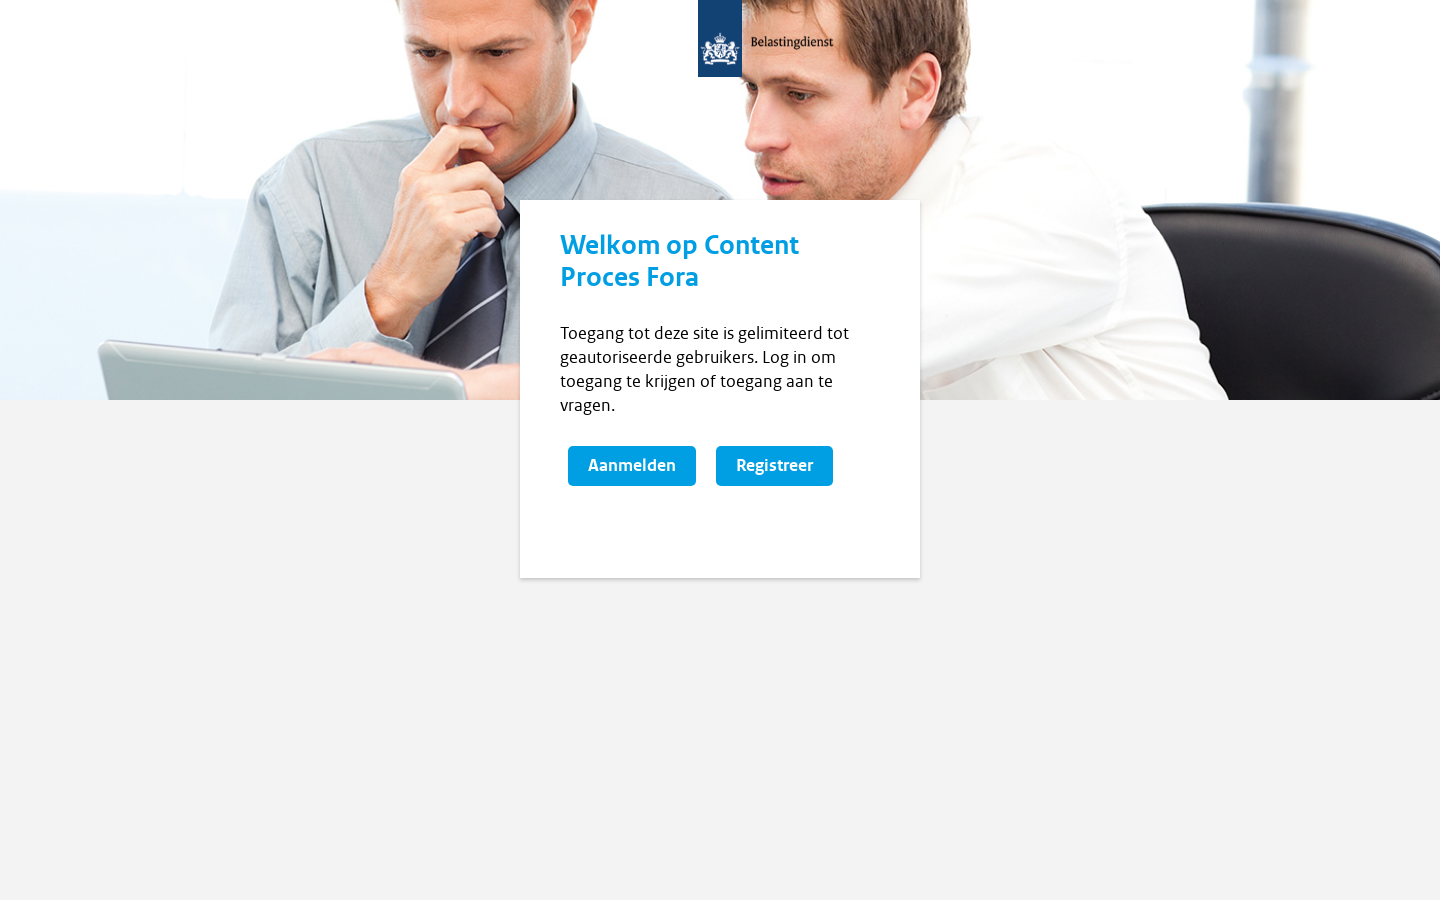 Belastingdienst
Welkom op Content
Proces Fora
Toegang tot deze site is gelimiteerd tot
geautoriseerde gebruikers. Log in om
toegang te krijgen of toegang aan te
vragen.
Aanmelden Registreer